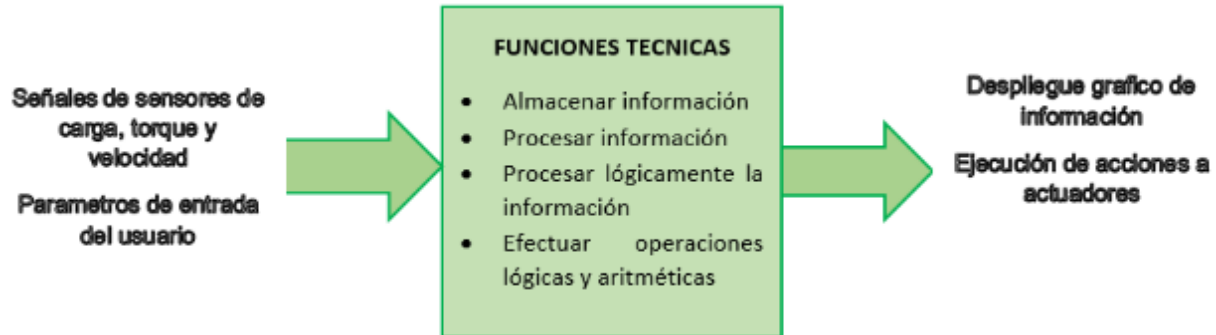 Señales de sensores de
carga, torque y
velocidad
Parametros de entrada
del usuario
FUNCIONES TECNICAS
• Almacenar información
• Procesar información
• Procesar lógicamente la
información
• Efectuar operaciones
lógicas y aritméticas
Despliegue grafico de
información
Ejecución de acciones a
actuadores